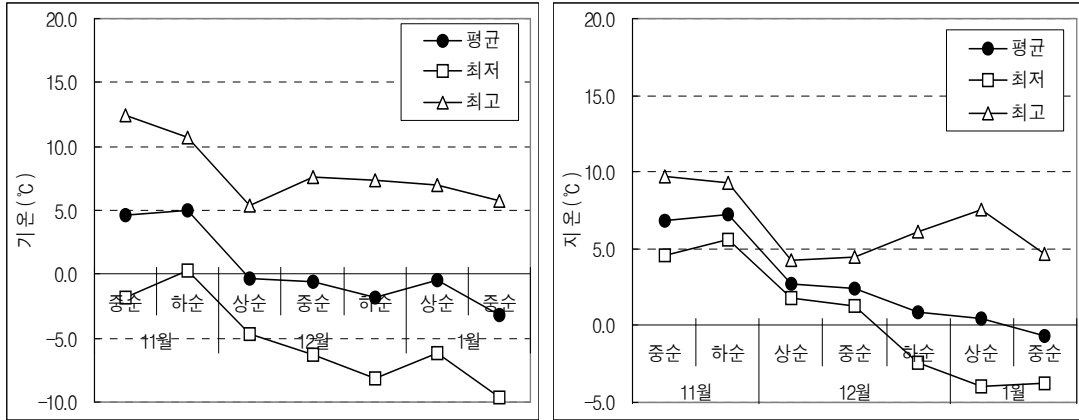 20.0
15.0
10.0
5.0
0.0
-5.0
-10.0
기온(℃)
평균
최저
최고
중순 하순 상순 중순 하순 상순 중순
11월 12월 1월
20.0
15.0
10.0
5.0
0.0
-5.0
지온(℃)
평균
최저
최고
중순 하순 상순 중순 하순 상순 중순
11월 12월 1월